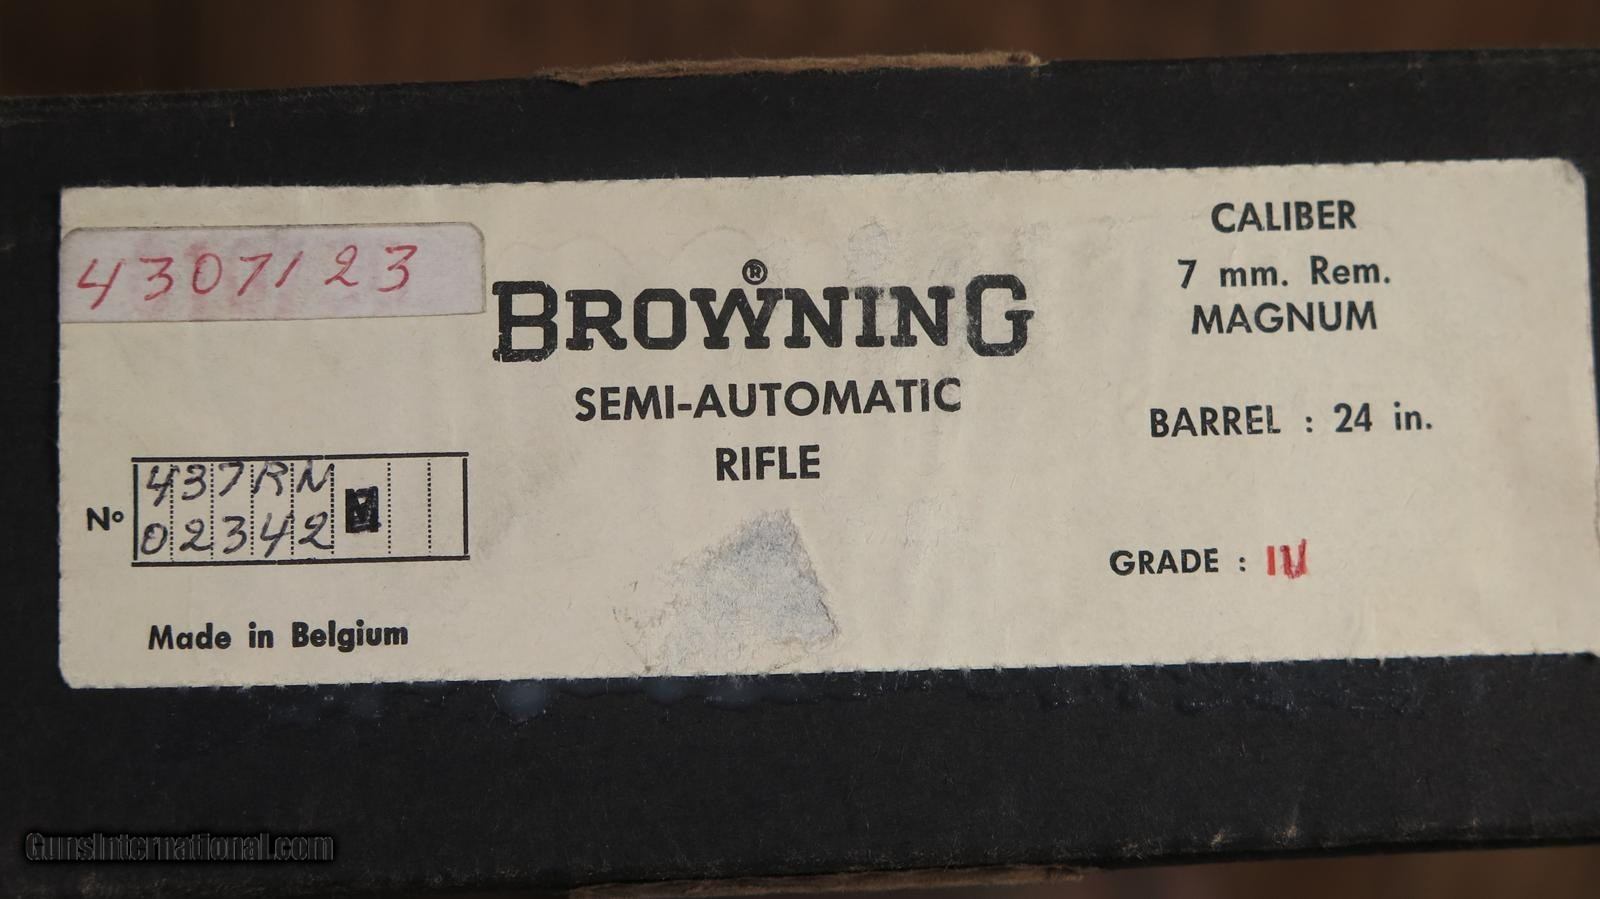 4307123
BROWNING®
SEMI-AUTOMATIC
RIFLE
CALIBER
7 mm. Rem.
MAGNUM
BARREL : 24 in.
GRADE : IV
No
437RN
02342
Made in Belgium
GunsInternational.com